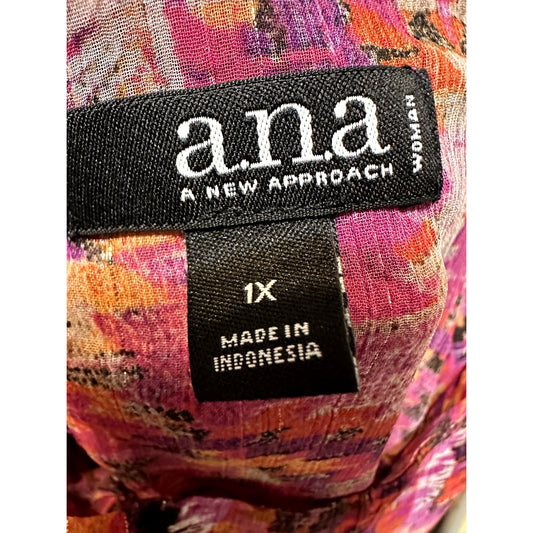 a.n.a
A NEW APPROACH
WOMAN
1X
MADE IN
INDONESIA